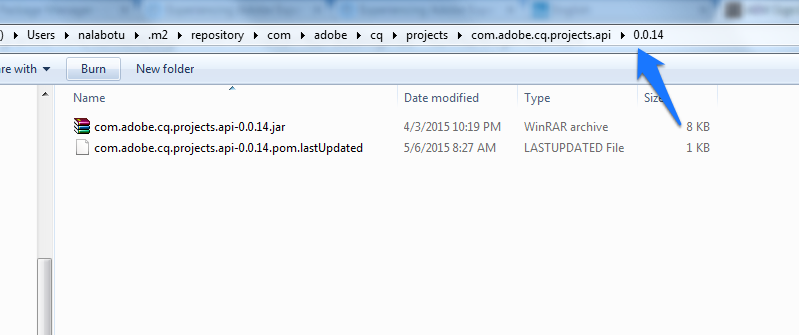 ) ▸ Users ▸ nalabotu ▸ .m2 ▸ repository ▸ com ▸ adobe ▸ cq ▸ projects ▸ com.adobe.cq.projects.api ▸ 0.0.14
re with ▾ Burn New folder
Name Date modified Type Size
com.adobe.cq.projects.api-0.0.14.jar 4/3/2015 10:19 PM WinRAR archive 8 KB
com.adobe.cq.projects.api-0.0.14.pom.lastUpdated 5/6/2015 8:27 AM LASTUPDATED File 1 KB